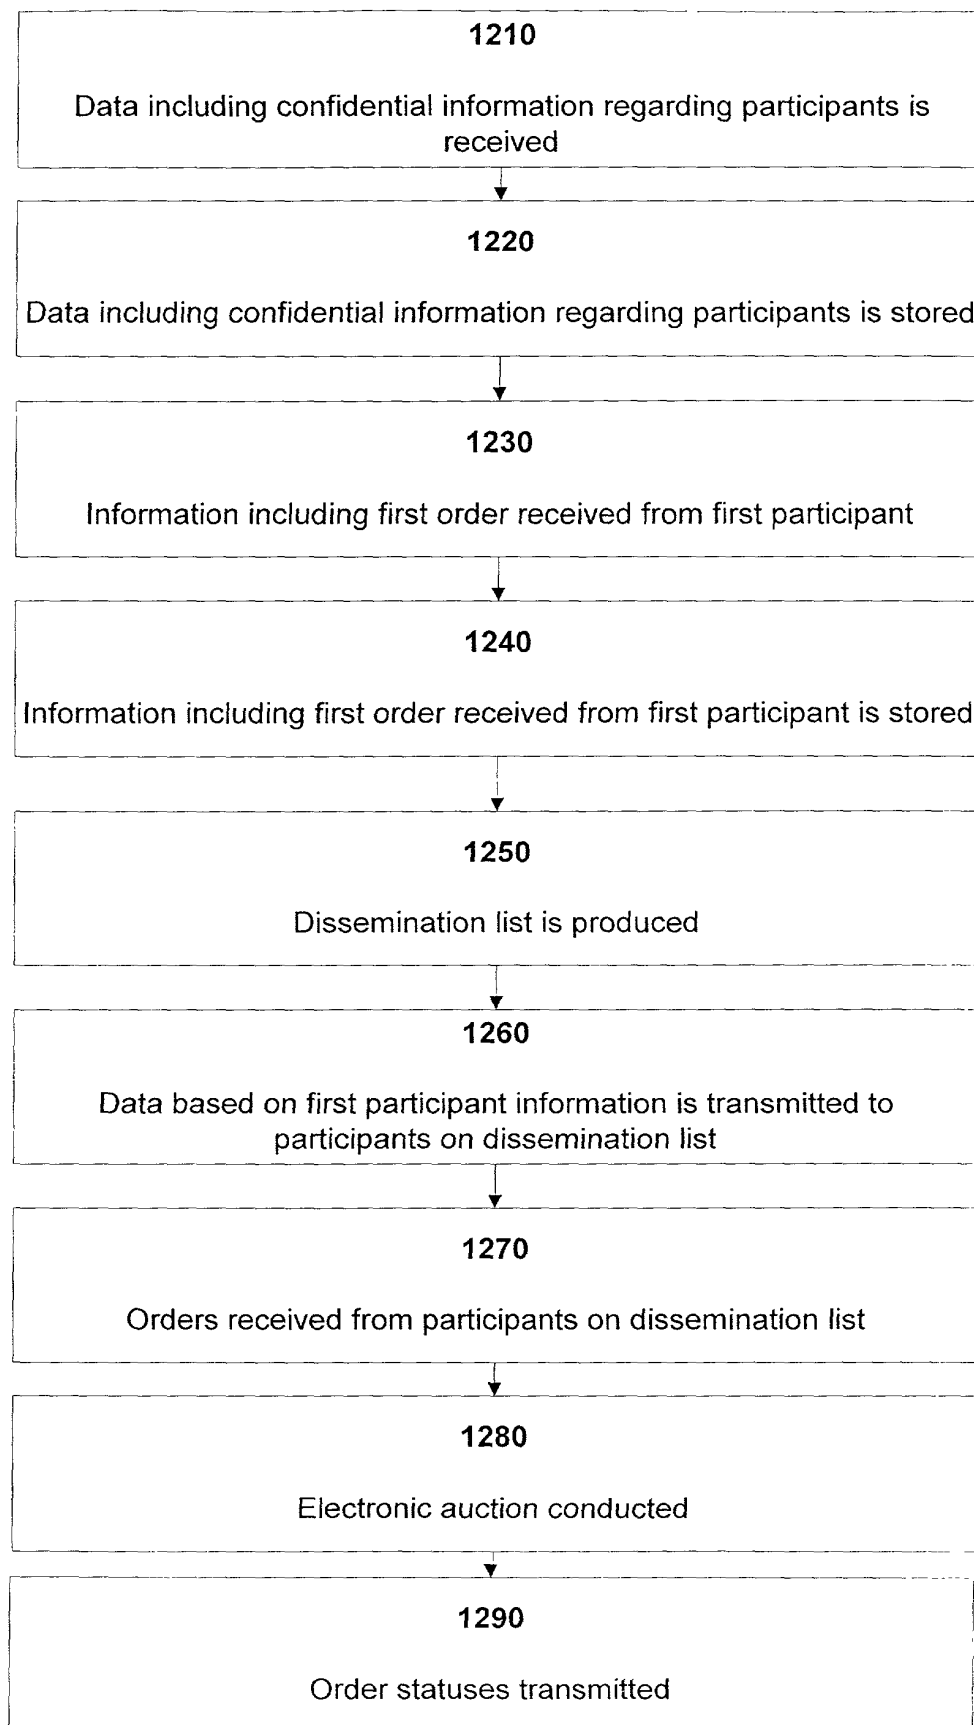 1210
Data including confidential information regarding participants is
received
1220
Data including confidential information regarding participants is stored
1230
Information including first order received from first participant
1240
Information including first order received from first participant is stored
1250
Dissemination list is produced
1260
Data based on first participant information is transmitted to
participants on dissemination list
1270
Orders received from participants on dissemination list
1280
Electronic auction conducted
1290
Order statuses transmitted